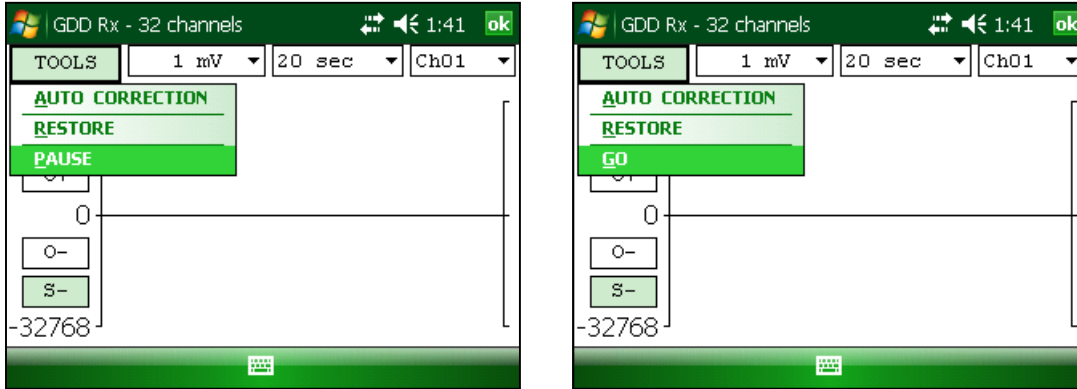 GDD Rx - 32 channels 1:41 ok
TOOLS 1 mV 20 sec Ch01
AUTO CORRECTION
RESTORE
PAUSE
0
O-
S-
-32768
GDD Rx - 32 channels 1:41 ok
TOOLS 1 mV 20 sec Ch01
AUTO CORRECTION
RESTORE
GO
0
O-
S-
-32768